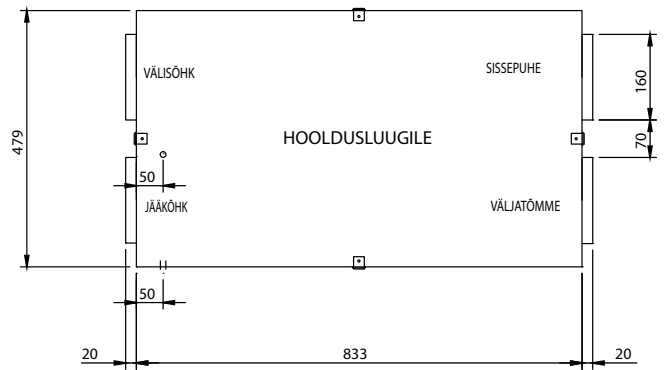 VÄLISÕHK
SISSEPUHE
160
479
HOOLDUSLUUGILE
70
50
JÄÄKÕHK
VÄLJATÕMME
50
20
833
20